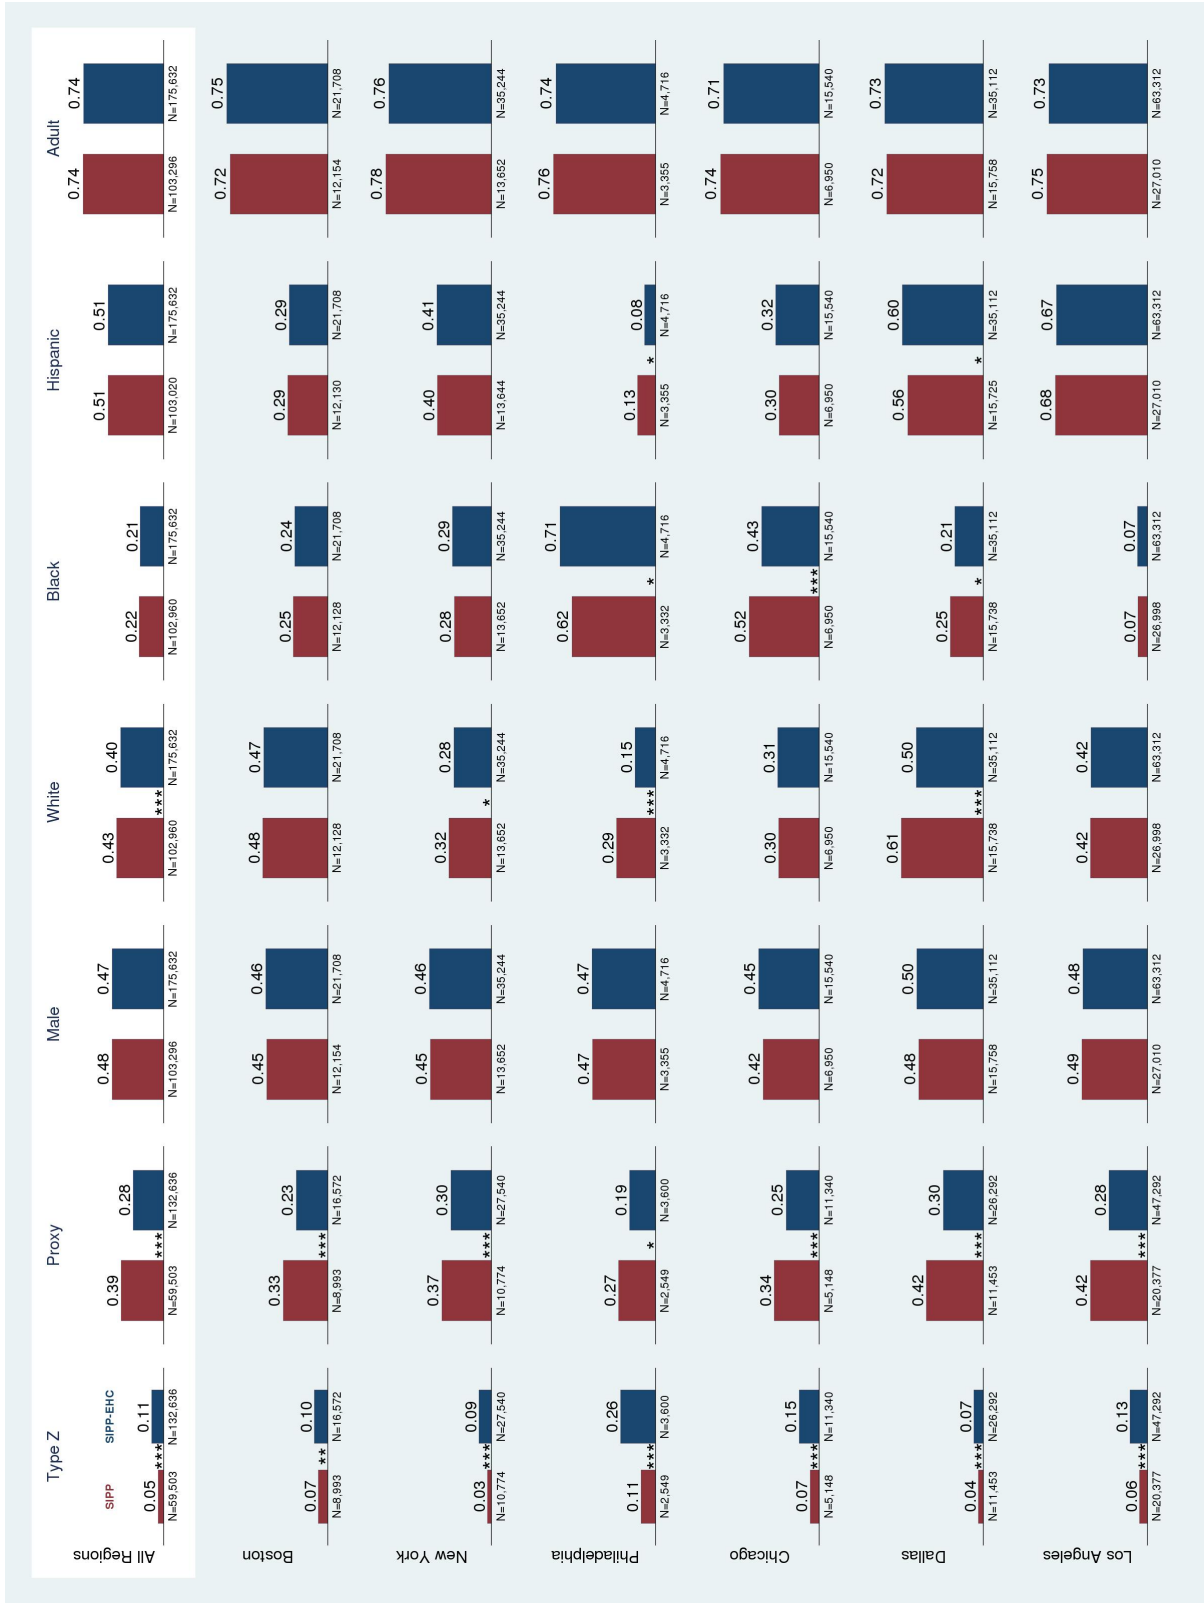 Type Z Proxy Male White Black Hispanic Adult
SIPP SIPP-EHC
All Regions
0.05 0.11 0.39 0.28 0.48 0.47 0.43 0.40 0.22 0.21 0.51 0.51 0.74 0.74
*** *** ***
N=59,503 N=132,636 N=59,503 N=132,636 N=103,296 N=175,632 N=102,960 N=175,632 N=102,960 N=175,632 N=103,020 N=175,632 N=103,296 N=175,632
Boston
0.07 0.10 0.33 0.23 0.45 0.46 0.48 0.47 0.25 0.24 0.29 0.29 0.72 0.75
** ***
N=8,993 N=16,572 N=8,993 N=16,572 N=12,154 N=21,708 N=12,128 N=21,708 N=12,128 N=21,708 N=12,130 N=21,708 N=12,154 N=21,708
New York
0.03 0.09 0.37 0.30 0.45 0.46 0.32 0.28 0.28 0.29 0.40 0.41 0.78 0.76
*** *** *
N=10,774 N=27,540 N=10,774 N=27,540 N=13,652 N=35,244 N=13,652 N=35,244 N=13,652 N=35,244 N=13,644 N=35,244 N=13,652 N=35,244
Philadelphia
0.11 0.26 0.27 0.19 0.47 0.47 0.29 0.15 0.62 0.71 0.13 0.08 0.76 0.74
*** * *** * *
N=2,549 N=3,600 N=2,549 N=3,600 N=3,355 N=4,716 N=3,332 N=4,716 N=3,332 N=4,716 N=3,355 N=4,716 N=3,355 N=4,716
Chicago
0.07 0.15 0.34 0.25 0.42 0.45 0.30 0.31 0.52 0.43 0.30 0.32 0.74 0.71
*** *** ***
N=5,148 N=11,340 N=5,148 N=11,340 N=6,950 N=15,540 N=6,950 N=15,540 N=6,950 N=15,540 N=6,950 N=15,540 N=6,950 N=15,540
Dallas
0.04 0.07 0.42 0.30 0.48 0.50 0.61 0.50 0.25 0.21 0.56 0.60 0.72 0.73
*** *** *** * *
N=11,453 N=26,292 N=11,453 N=26,292 N=15,758 N=35,112 N=15,738 N=35,112 N=15,738 N=35,112 N=15,725 N=35,112 N=15,758 N=35,112
Los Angeles
0.06 0.13 0.42 0.28 0.49 0.48 0.42 0.42 0.07 0.07 0.68 0.67 0.75 0.73
*** ***
N=20,377 N=47,292 N=20,377 N=47,292 N=27,010 N=63,312 N=26,998 N=63,312 N=26,998 N=63,312 N=27,010 N=63,312 N=27,010 N=63,312